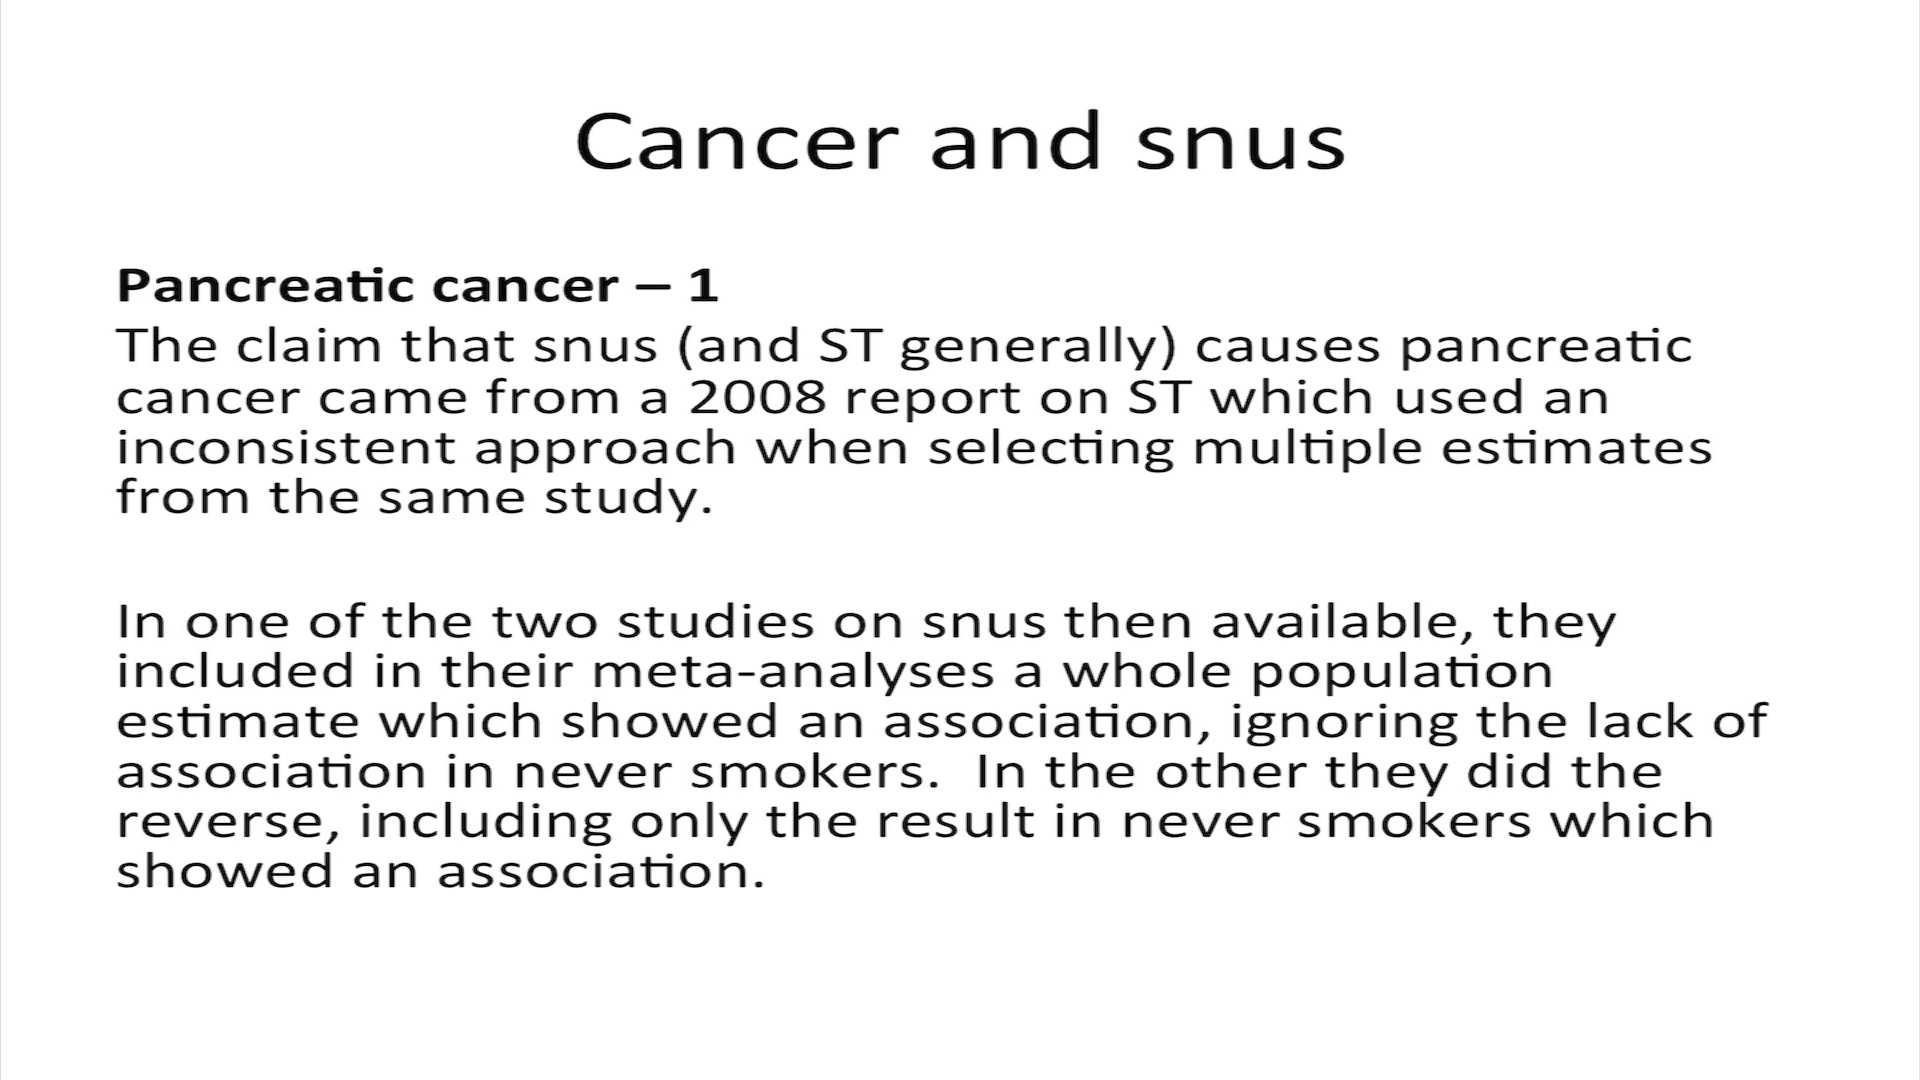 Cancer and snus
Pancreatic cancer – 1
The claim that snus (and ST generally) causes pancreatic
cancer came from a 2008 report on ST which used an
inconsistent approach when selecting multiple estimates
from the same study.
In one of the two studies on snus then available, they
included in their meta-analyses a whole population
estimate which showed an association, ignoring the lack of
association in never smokers.  In the other they did the
reverse, including only the result in never smokers which
showed an association.